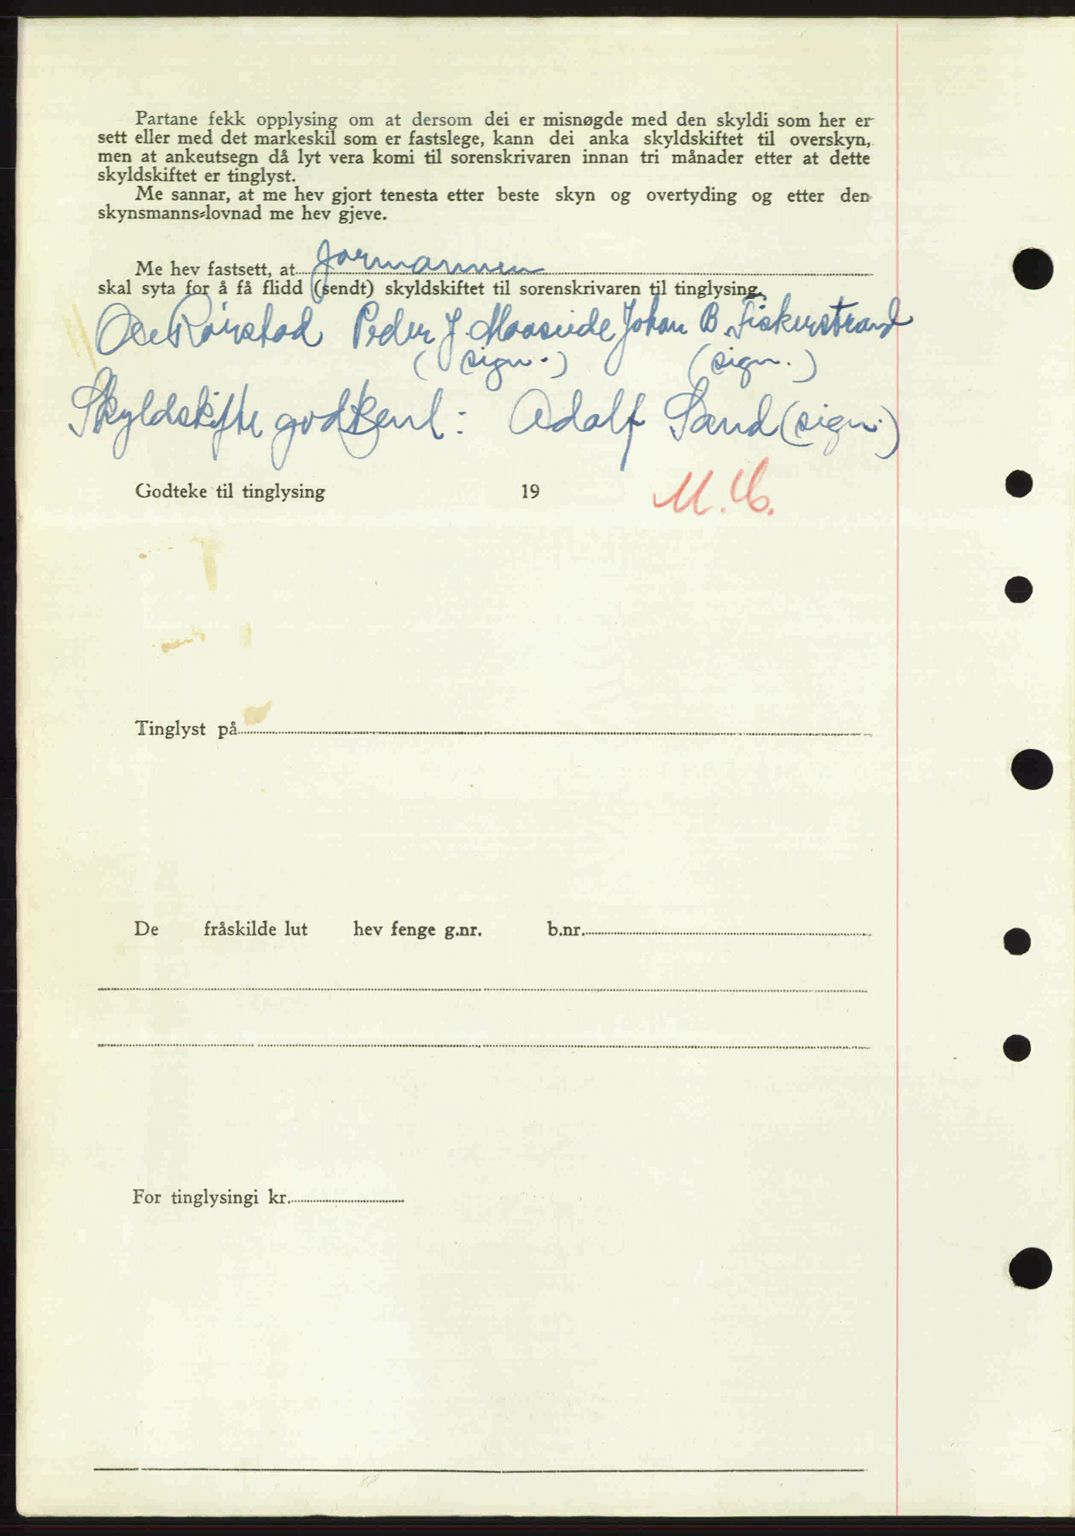 Partane fekk opplysing om at dersom dei er misnøgde med den skyldi som her er
sett eller med det markeskil som er fastslege, kann dei anka skyldskiftet til overskyn,
men at ankeutsegn då lyt vera komi til sorenskrivaren innan tri månader etter at dette
skyldskiftet er tinglyst.
Me sannar, at me hev gjort tenesta etter beste skyn og overtyding og etter den
skynsmanns-lovnad me hev gjeve.
Me hev fastsett, at formannen
skal syta for å få flidd (sendt) skyldskiftet til sorenskrivaren til tinglysing.
Rørstad Peder J Maaseide Johan B. Fiskerstrand
(sign.) (sign.)
Skyldskifte godkent: Adolf Sand (sign.)
Godteke til tinglysing 19
Tinglyst på
De fråskilde lut hev fenge g.nr. b.nr.
For tinglysingi kr.